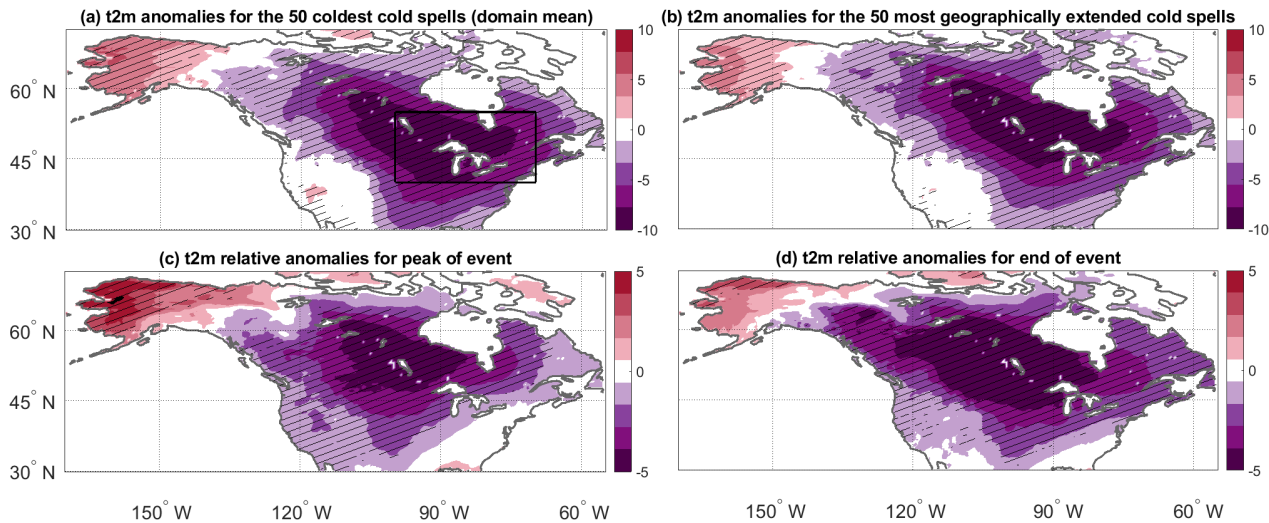 (a) t2m anomalies for the 50 coldest cold spells (domain mean)
(b) t2m anomalies for the 50 most geographically extended cold spells
60° N
45° N
30° N
10
5
0
-5
-10
10
5
0
-5
-10
(c) t2m relative anomalies for peak of event
(d) t2m relative anomalies for end of event
60° N
45° N
30° N
5
0
-5
5
0
-5
150° W
120° W
90° W
60° W
150° W
120° W
90° W
60° W